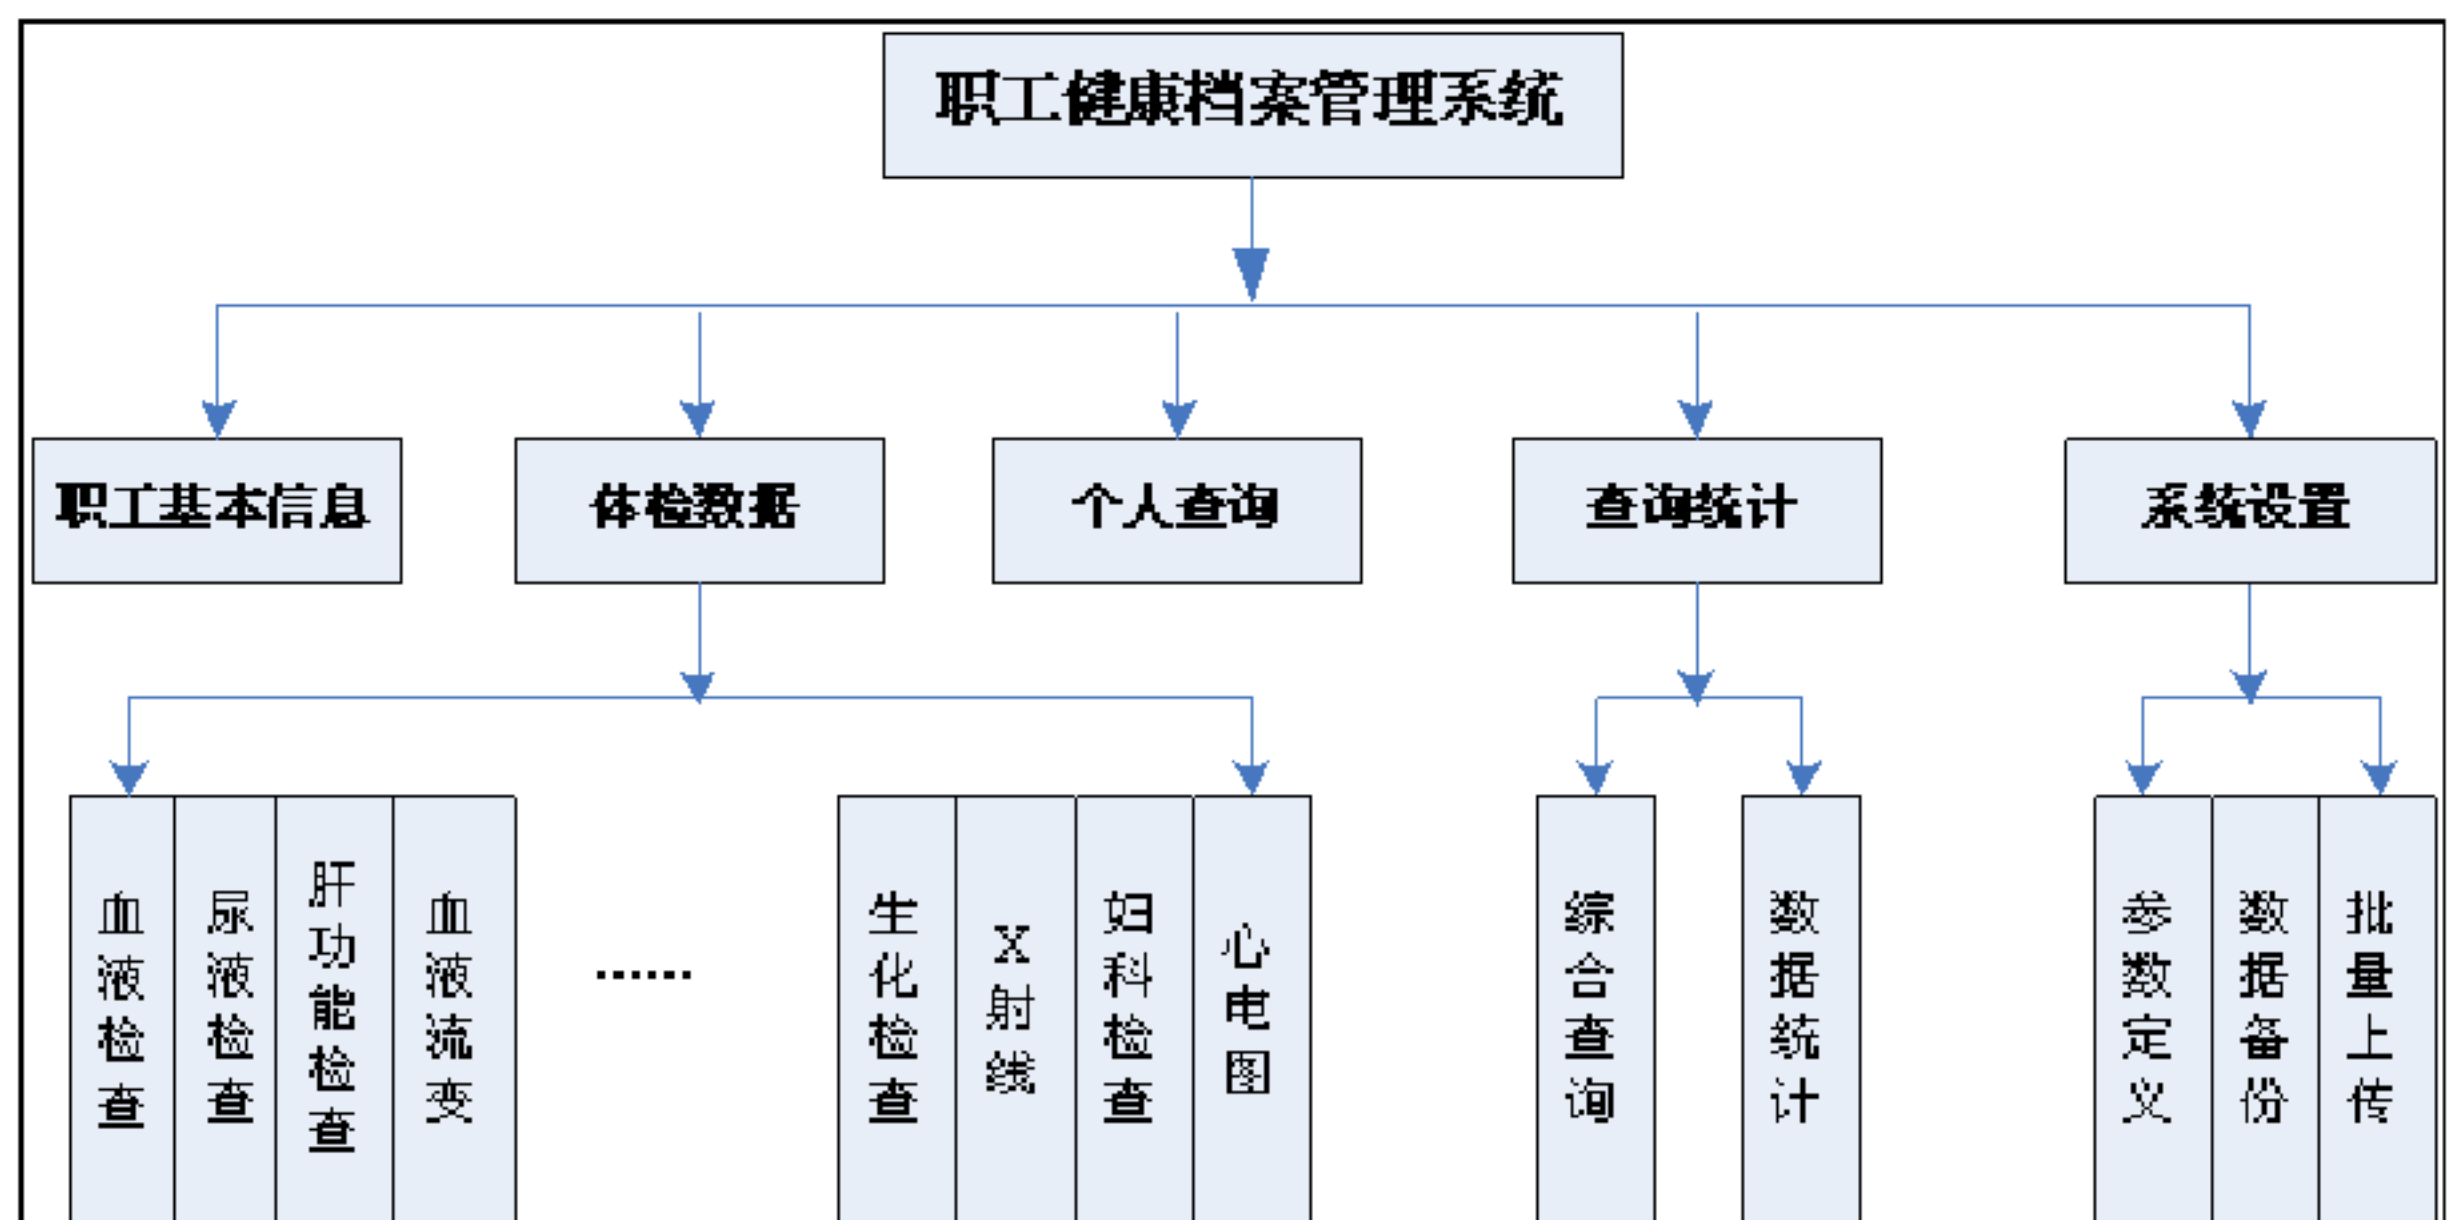 职工健康档案管理系统
职工基本信息
体检数据
个人查询
查询统计
系统设置
血液检查
尿液检查
肝功能检查
血液流变
……
生化检查
X射线
妇科检查
心电图
综合查询
数据统计
参数定义
数据备份
批量上传